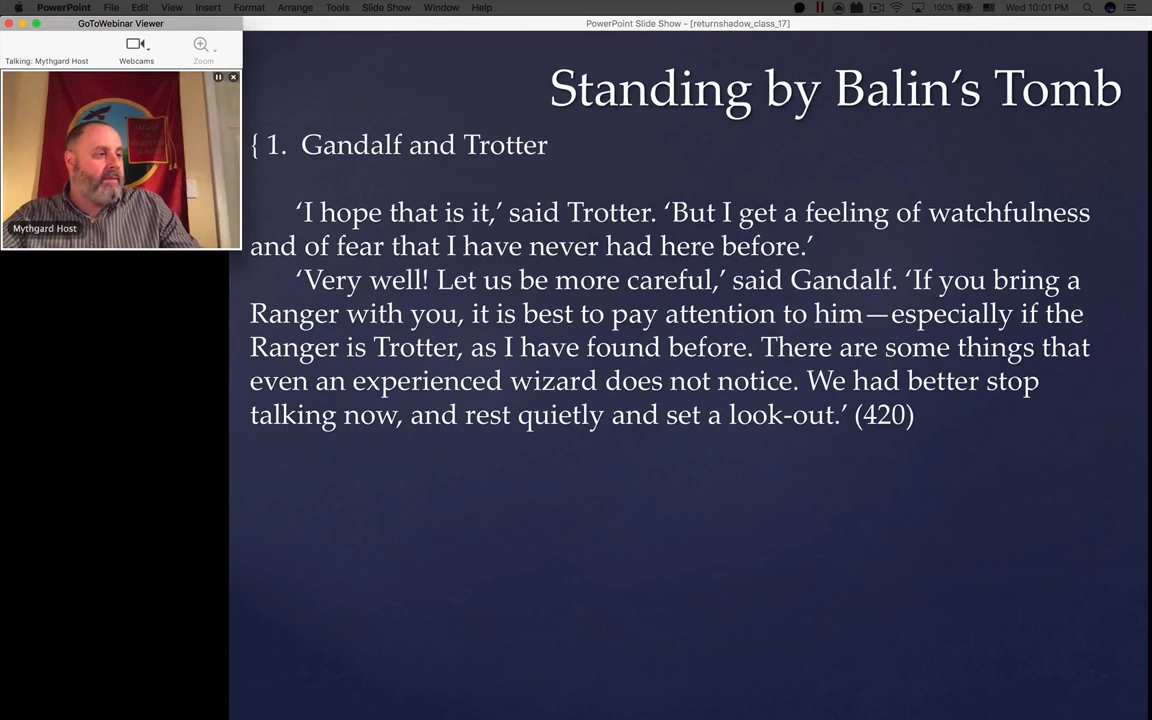 PowerPoint File Edit View Insert Format Arrange Tools Slide Show Window Help 100% Wed 10:01 PM
GoToWebinar Viewer
PowerPoint Slide Show - [returnshadow_class_17]
Talking: Mythgard Host
Webcams
Zoom
Mythgard Host
Standing by Balin’s Tomb
{ 1. Gandalf and Trotter
‘I hope that is it,’ said Trotter. ‘But I get a feeling of watchfulness
and of fear that I have never had here before.’
‘Very well! Let us be more careful,’ said Gandalf. ‘If you bring a
Ranger with you, it is best to pay attention to him—especially if the
Ranger is Trotter, as I have found before. There are some things that
even an experienced wizard does not notice. We had better stop
talking now, and rest quietly and set a look-out.’ (420)